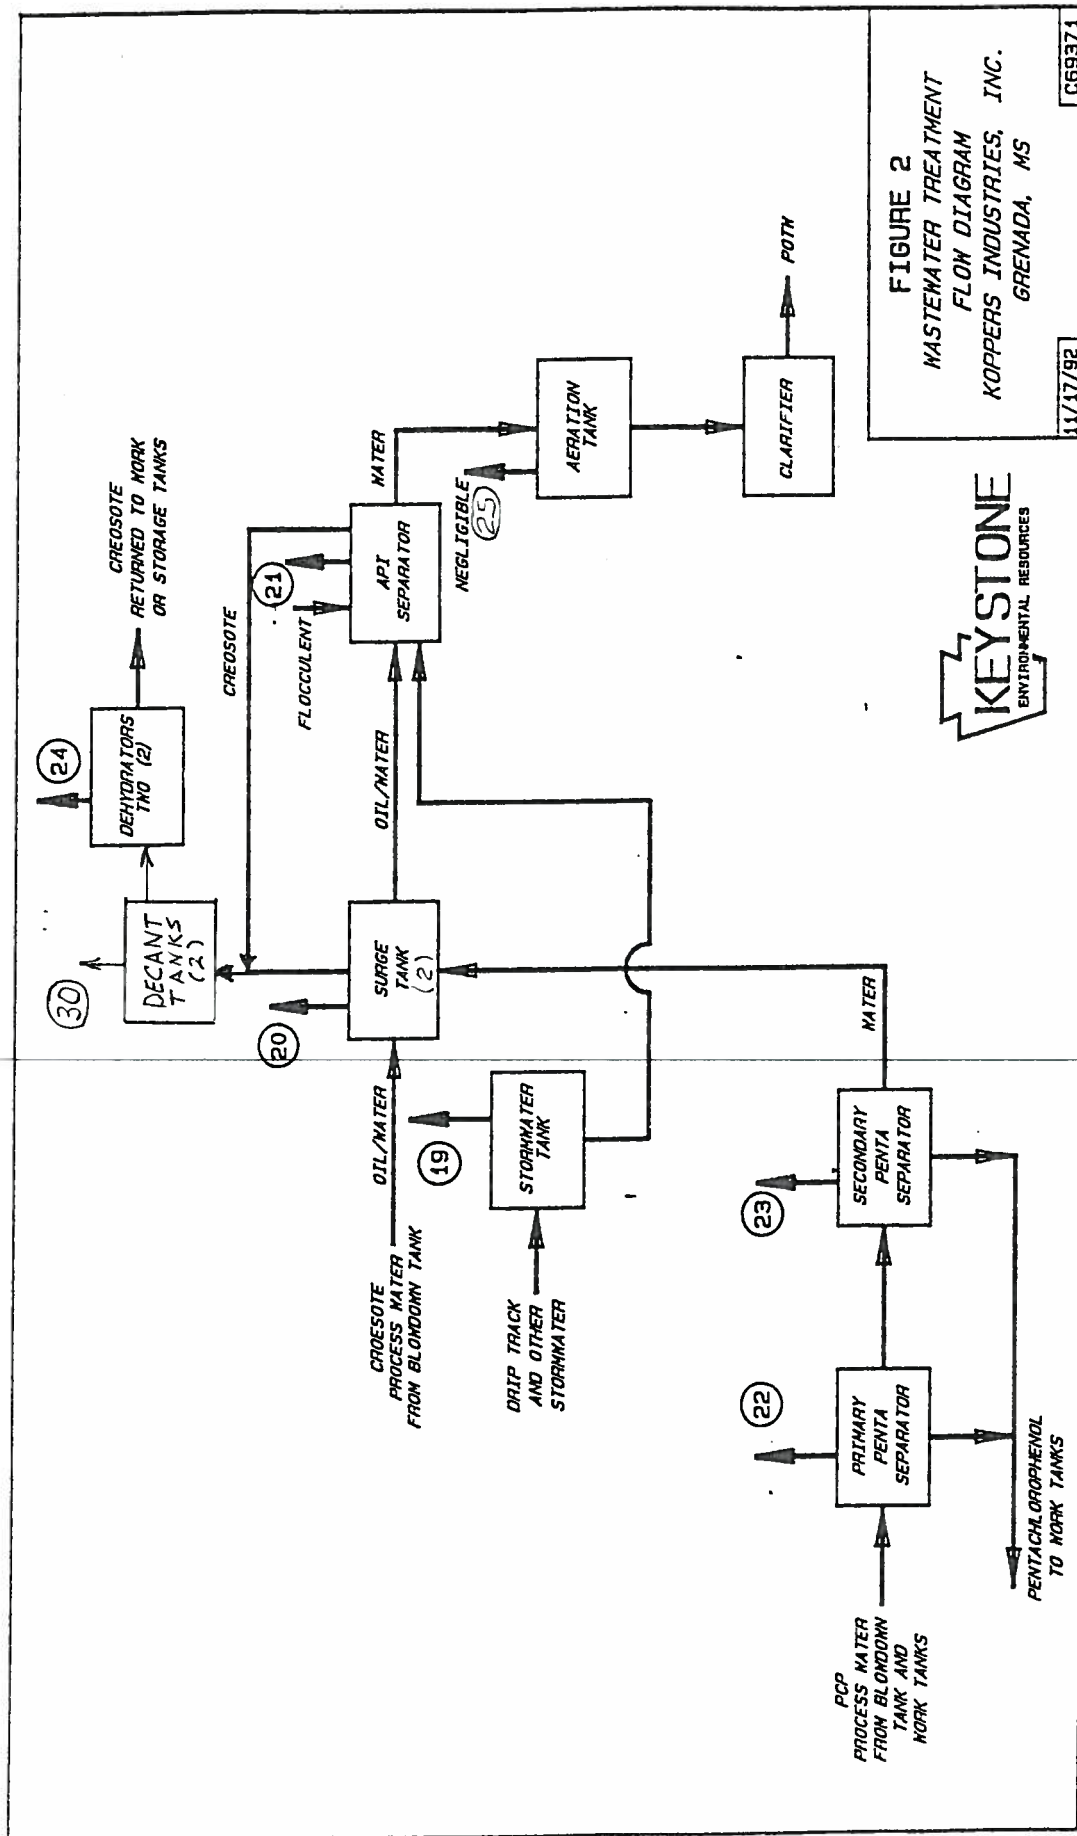 30
24
DECANT
TANKS
(2)
DEHYDRATORS
TWO (2)
CREOSOTE
RETURNED TO WORK
OR STORAGE TANKS
CREOSOTE
20
21
FLOCCULENT
CROESOTE
PROCESS WATER
FROM BLOWDOWN TANK
OIL/WATER
SURGE
TANK
(2)
OIL/WATER
API
SEPARATOR
WATER
19
NEGLIGIBLE
25
DRIP TRACK
AND OTHER
STORMWATER
STORMWATER
TANK
AERATION
TANK
CLARIFIER
POTW
22
23
PCP
PROCESS WATER
FROM BLOWDOWN
TANK AND
WORK TANKS
PRIMARY
PENTA
SEPARATOR
SECONDARY
PENTA
SEPARATOR
WATER
PENTACHLOROPHENOL
TO WORK TANKS
KEYSTONE
ENVIRONMENTAL RESOURCES
FIGURE 2
WASTEWATER TREATMENT
FLOW DIAGRAM
KOPPERS INDUSTRIES, INC.
GRENADA, MS
11/17/92
C69371